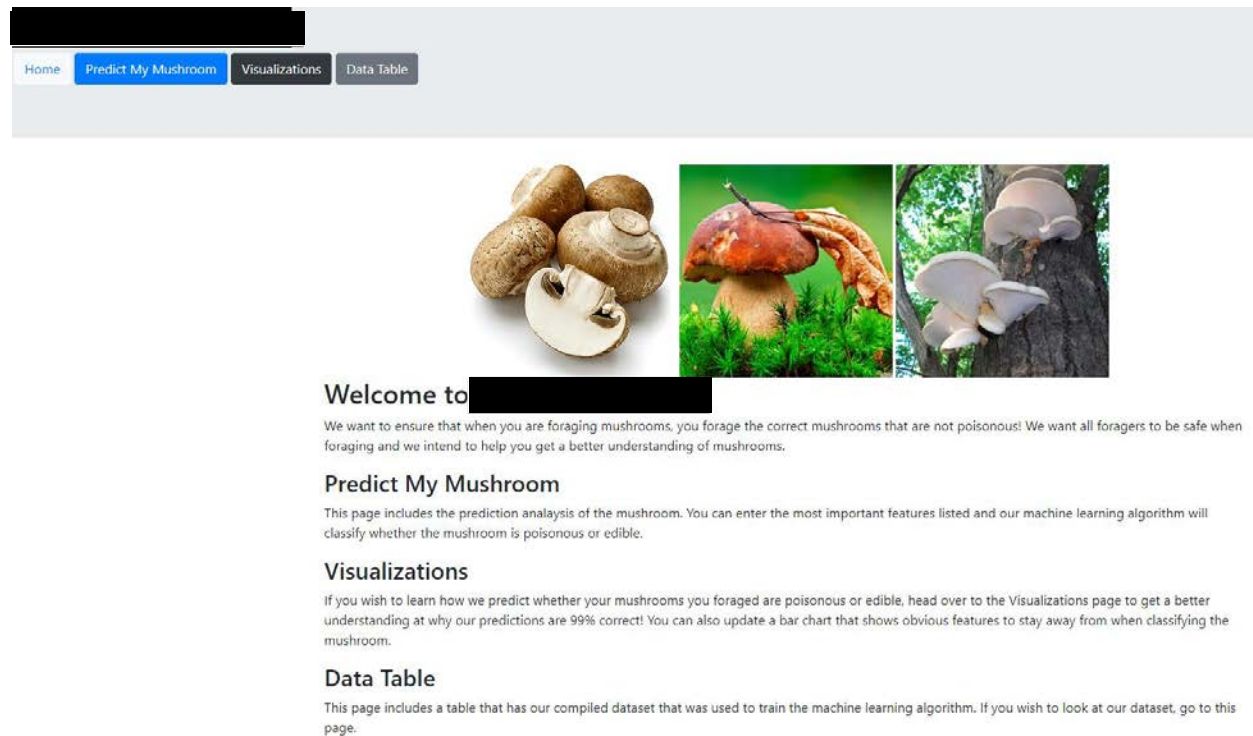 Home Predict My Mushroom Visualizations Data Table
Welcome to
We want to ensure that when you are foraging mushrooms, you forage the correct mushrooms that are not poisonous! We want all foragers to be safe when
foraging and we intend to help you get a better understanding of mushrooms.
Predict My Mushroom
This page includes the prediction analaysis of the mushroom. You can enter the most important features listed and our machine learning algorithm will
classify whether the mushroom is poisonous or edible.
Visualizations
If you wish to learn how we predict whether your mushrooms you foraged are poisonous or edible, head over to the Visualizations page to get a better
understanding at why our predictions are 99% correct! You can also update a bar chart that shows obvious features to stay away from when classifying the
mushroom.
Data Table
This page includes a table that has our compiled dataset that was used to train the machine learning algorithm. If you wish to look at our dataset, go to this
page.